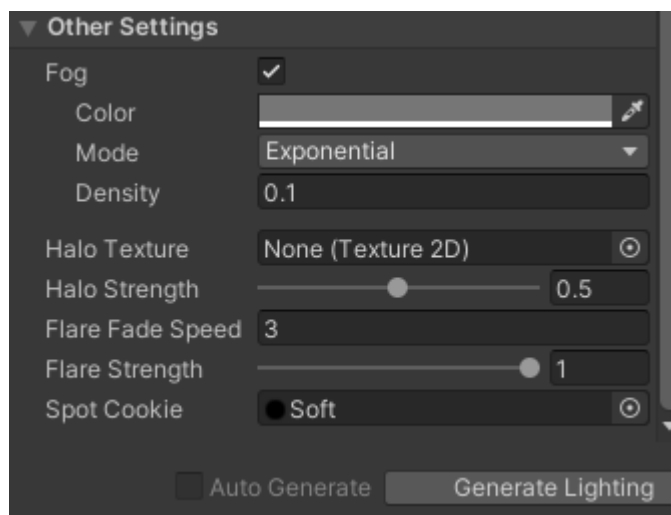 Other Settings
Fog
Color
Mode Exponential
Density 0.1
Halo Texture None (Texture 2D)
Halo Strength 0.5
Flare Fade Speed 3
Flare Strength 1
Spot Cookie Soft
Auto Generate Generate Lighting